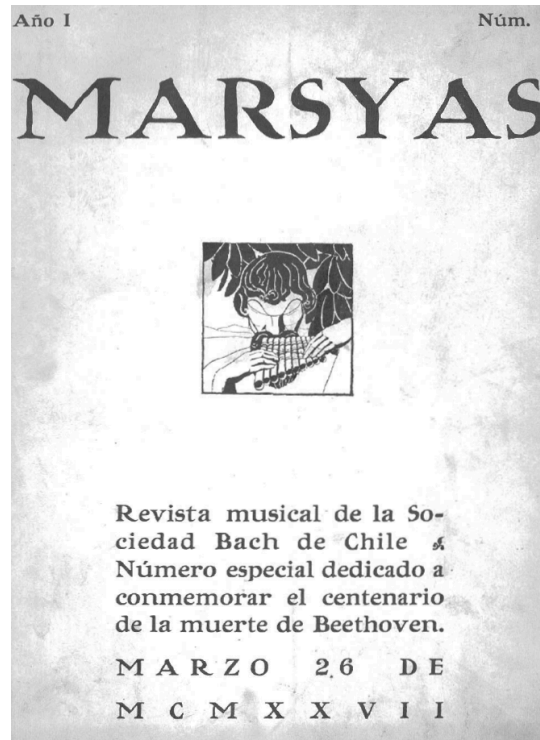 Año I Núm.
MARSYAS
Revista musical de la So-
ciedad Bach de Chile
Número especial dedicado a
conmemorar el centenario
de la muerte de Beethoven.
MARZO 26 DE
MCMXXVII